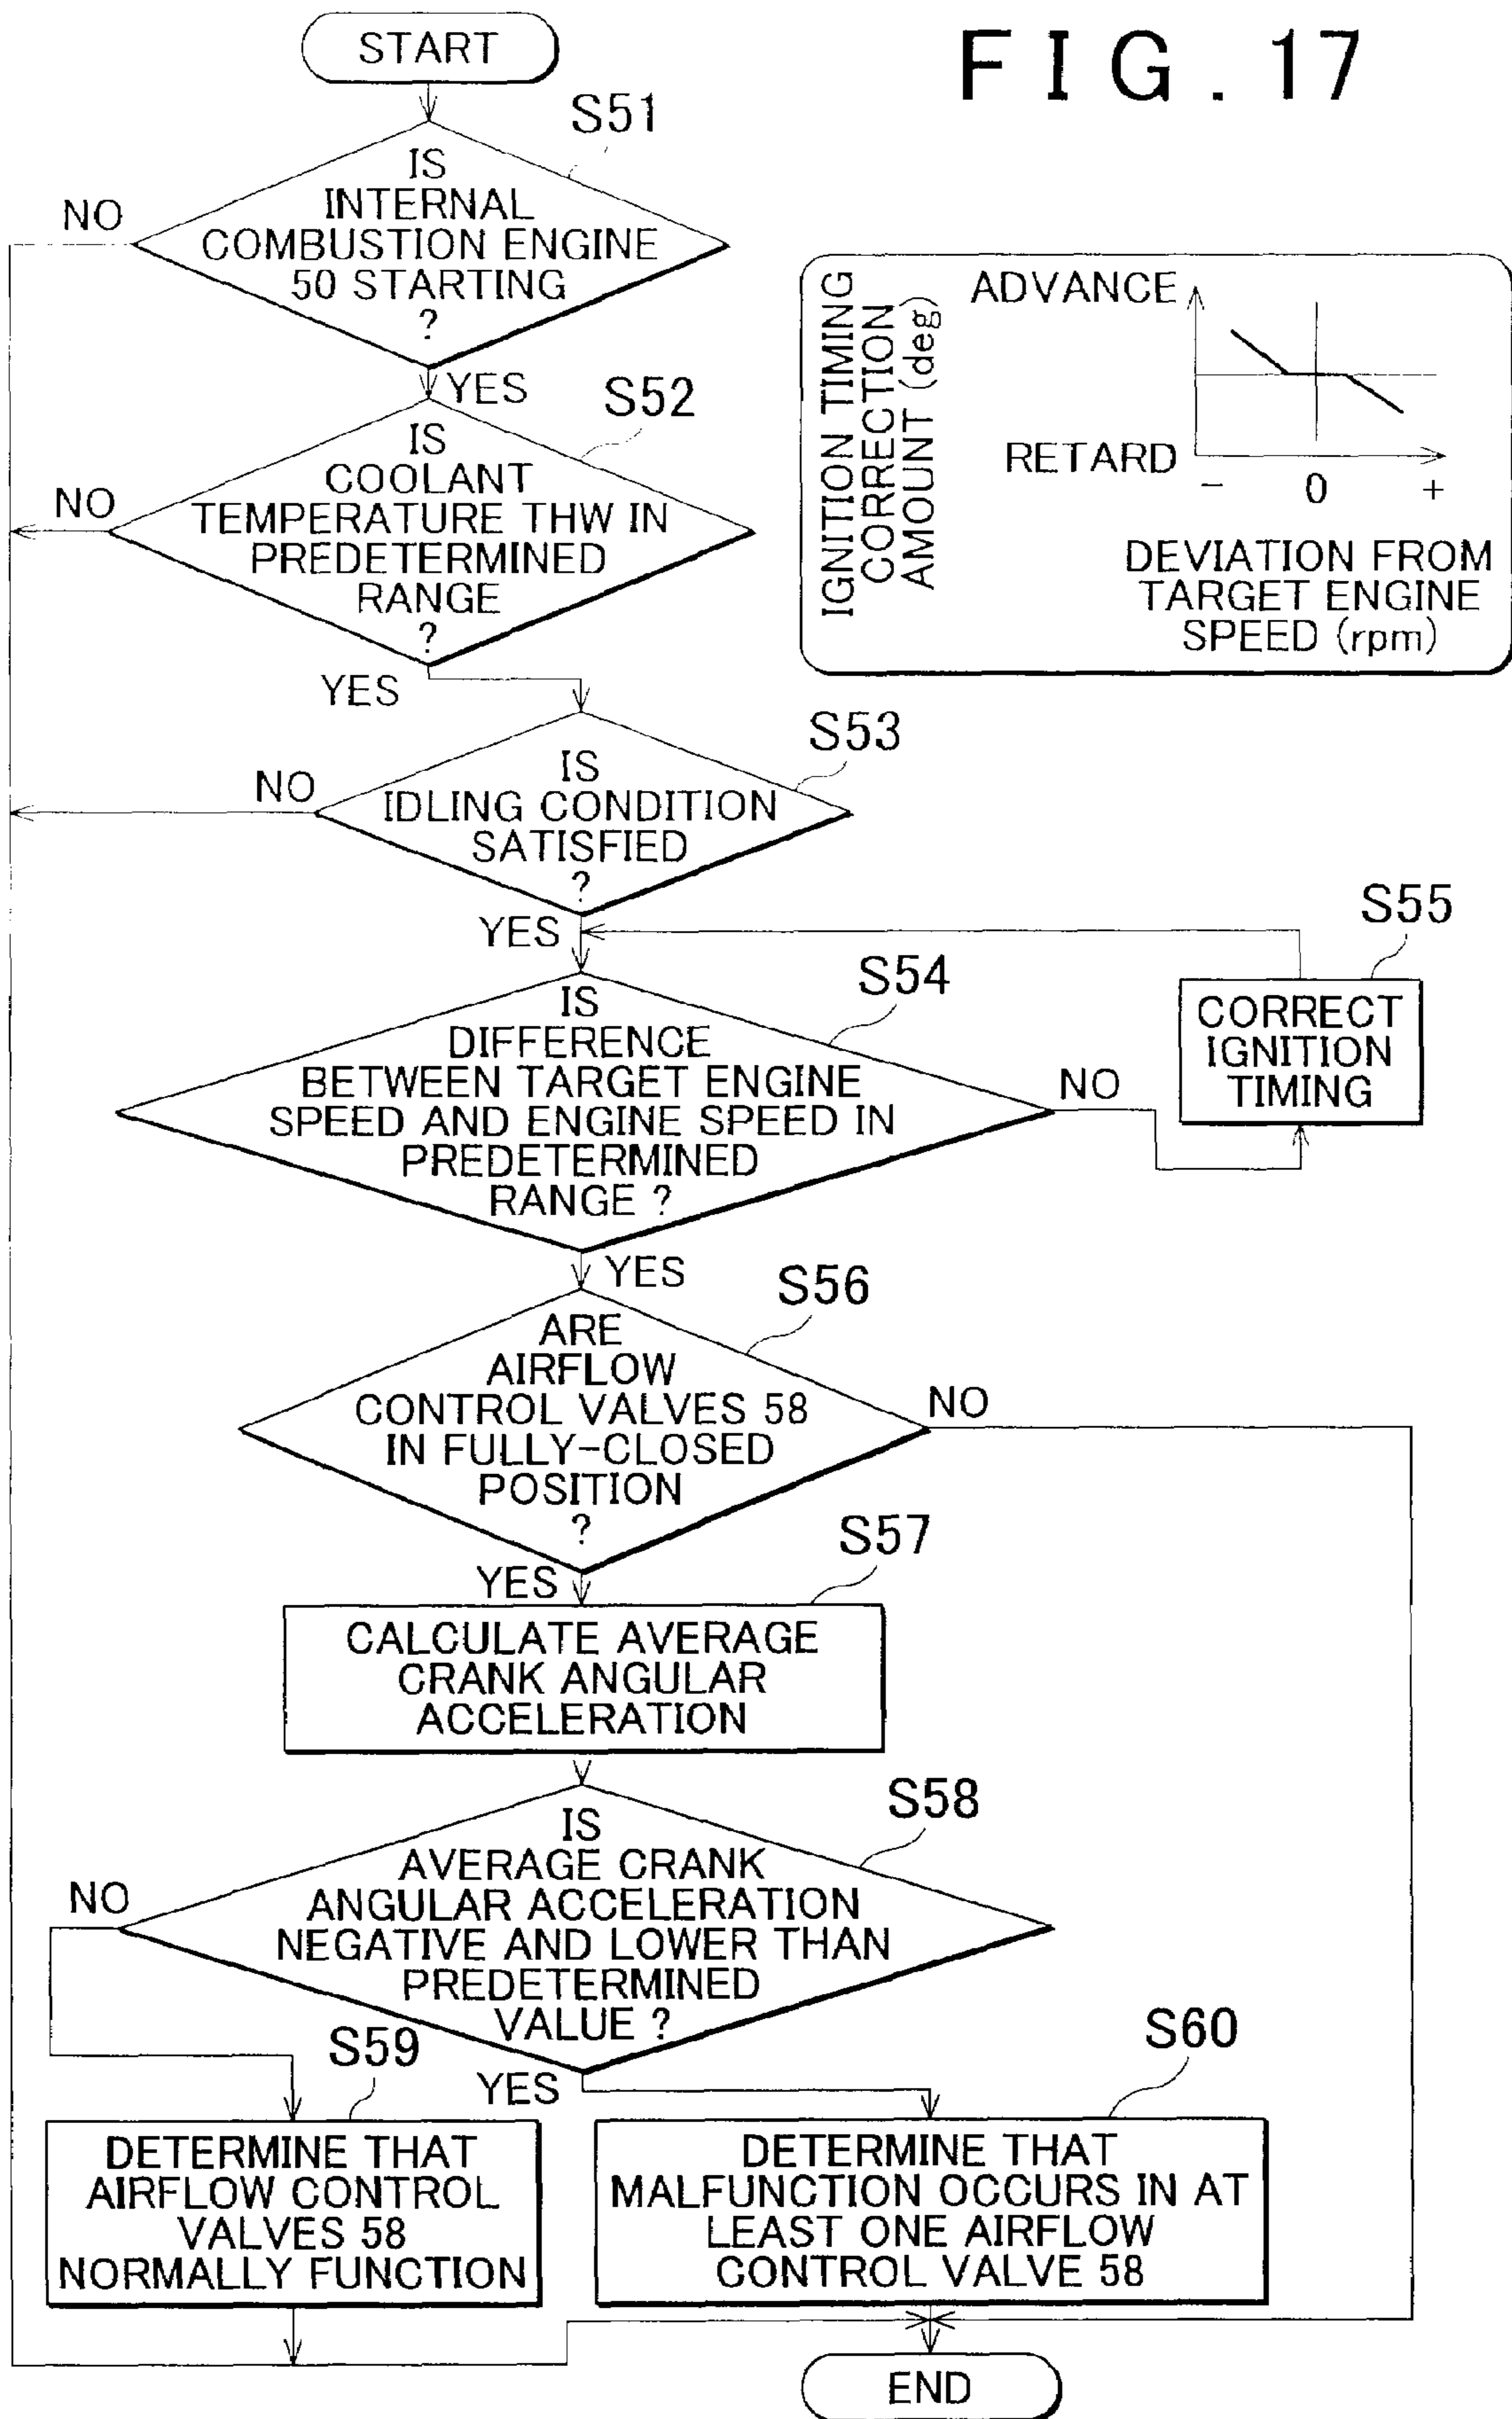 FIG. 17
START
S51
IS
INTERNAL
COMBUSTION ENGINE
50 STARTING
?
NO
YES
S52
IS
COOLANT
TEMPERATURE THW IN
PREDETERMINED
RANGE
?
NO
YES
IGNITION TIMING
CORRECTION
AMOUNT (deg)
ADVANCE
RETARD
− 0 +
DEVIATION FROM
TARGET ENGINE
SPEED (rpm)
S53
IS
IDLING CONDITION
SATISFIED
?
NO
YES
S54
IS
DIFFERENCE
BETWEEN TARGET ENGINE
SPEED AND ENGINE SPEED IN
PREDETERMINED
RANGE ?
NO
S55
CORRECT
IGNITION
TIMING
YES
S56
ARE
AIRFLOW
CONTROL VALVES 58
IN FULLY-CLOSED
POSITION
?
NO
YES
S57
CALCULATE AVERAGE
CRANK ANGULAR
ACCELERATION
S58
IS
AVERAGE CRANK
ANGULAR ACCELERATION
NEGATIVE AND LOWER THAN
PREDETERMINED
VALUE ?
NO
YES
S59
DETERMINE THAT
AIRFLOW CONTROL
VALVES 58
NORMALLY FUNCTION
S60
DETERMINE THAT
MALFUNCTION OCCURS IN AT
LEAST ONE AIRFLOW
CONTROL VALVE 58
END